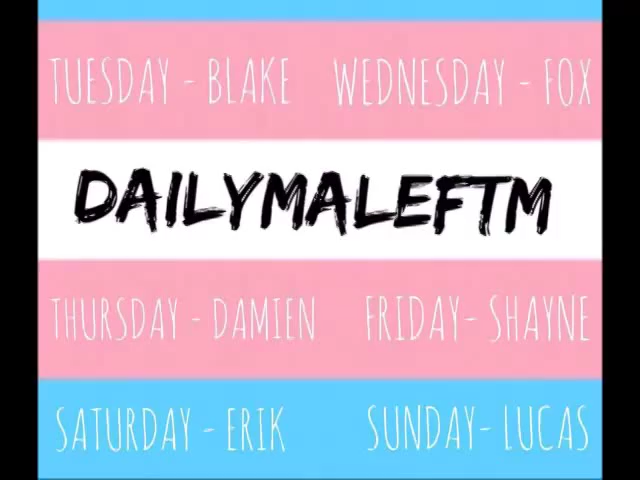 TUESDAY - BLAKE WEDNESDAY - FOX
DAILYMALEFTM
THURSDAY - DAMIEN FRIDAY- SHAYNE
SATURDAY - ERIK SUNDAY- LUCAS